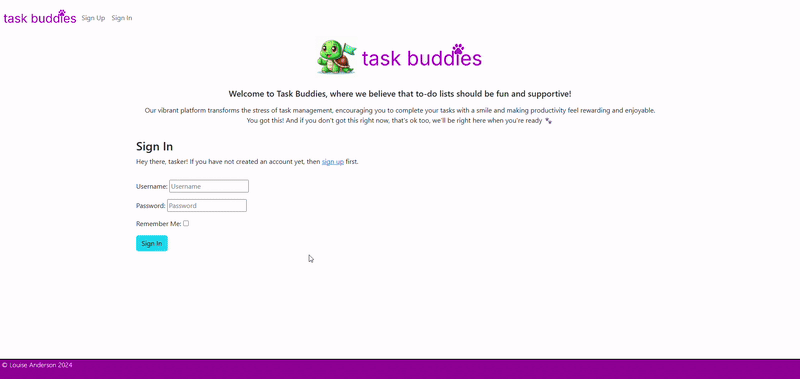 task buddies Sign Up Sign In
task buddies
Welcome to Task Buddies, where we believe that to-do lists should be fun and supportive!
Our vibrant platform transforms the stress of task management, encouraging you to complete your tasks with a smile and making productivity feel rewarding and enjoyable.
You got this! And if you don't got this right now, that's ok too, we'll be right here when you're ready 🐾
Sign In
Hey there, tasker! If you have not created an account yet, then sign up first.
Username: Username
Password: Password
Remember Me:
Sign In
© Louise Anderson 2024